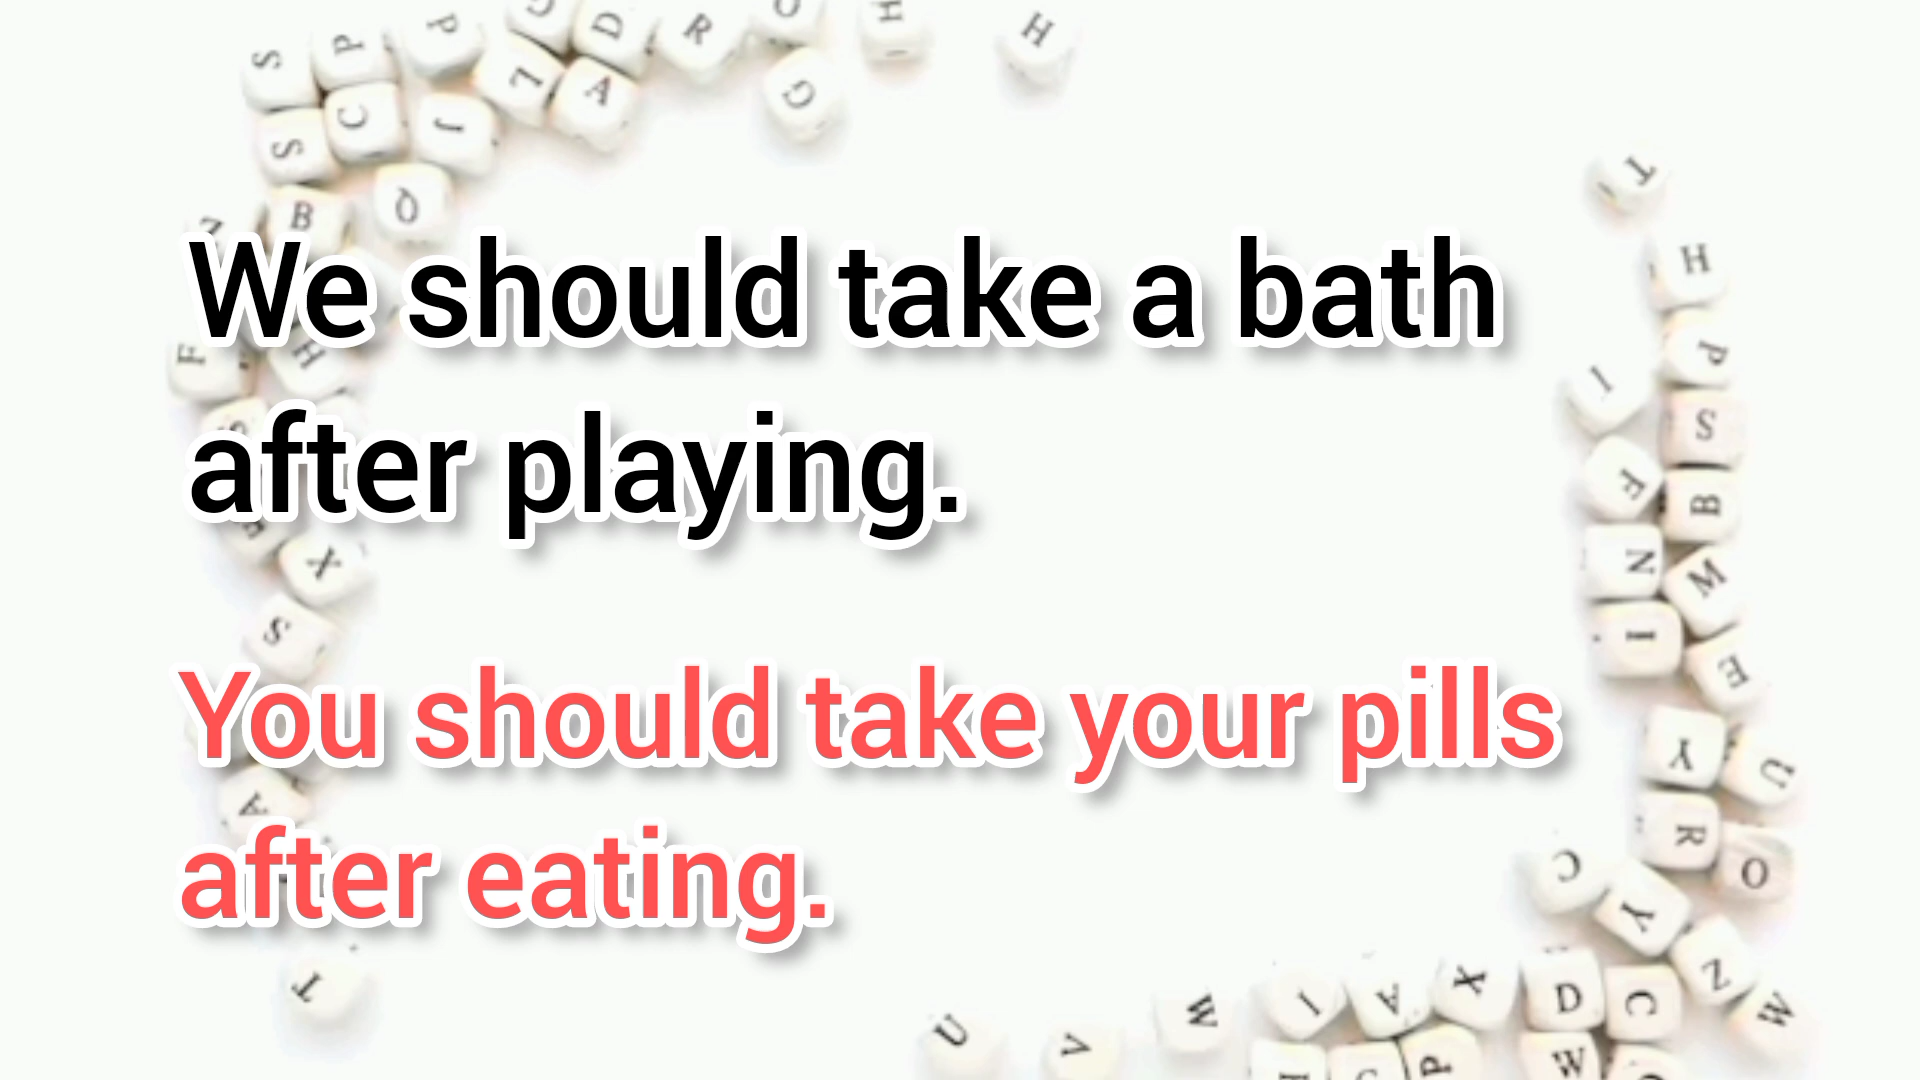 We should take a bath
after playing.
You should take your pills
after eating.